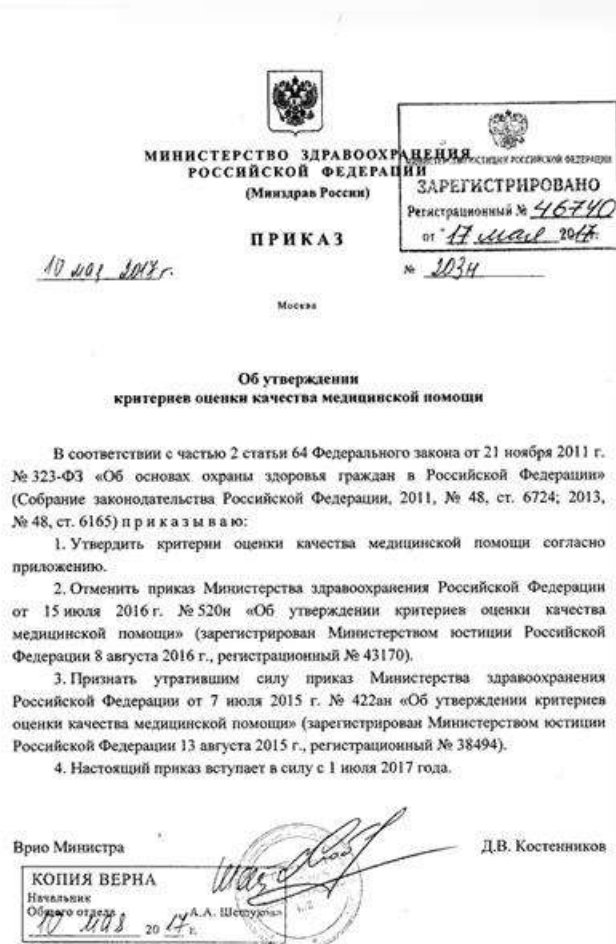 МИНИСТЕРСТВО ЗДРАВООХРАНЕНИЯ
РОССИЙСКОЙ ФЕДЕРАЦИИ
(Минздрав России)
МИНИСТЕРСТВО ЮСТИЦИИ РОССИЙСКОЙ ФЕДЕРАЦИИ
ЗАРЕГИСТРИРОВАНО
Регистрационный № 46740
от "17 мая 2017.
ПРИКАЗ
10 мая 2017 г.
№ 203н
Москва
Об утверждении
критериев оценки качества медицинской помощи
В соответствии с частью 2 статьи 64 Федерального закона от 21 ноября 2011 г.
№ 323-ФЗ «Об основах охраны здоровья граждан в Российской Федерации»
(Собрание законодательства Российской Федерации, 2011, № 48, ст. 6724; 2013,
№ 48, ст. 6165) п р и к а з ы в а ю:
1. Утвердить критерии оценки качества медицинской помощи согласно
приложению.
2. Отменить приказ Министерства здравоохранения Российской Федерации
от 15 июля 2016 г. № 520н «Об утверждении критериев оценки качества
медицинской помощи» (зарегистрирован Министерством юстиции Российской
Федерации 8 августа 2016 г., регистрационный № 43170).
3. Признать утратившим силу приказ Министерства здравоохранения
Российской Федерации от 7 июля 2015 г. № 422ан «Об утверждении критериев
оценки качества медицинской помощи» (зарегистрирован Министерством юстиции
Российской Федерации 13 августа 2015 г., регистрационный № 38494).
4. Настоящий приказ вступает в силу с 1 июля 2017 года.
Врио Министра
Д.В. Костенников
КОПИЯ ВЕРНА
Начальник
Общего отдела
А.А.
10 мая 20 17 г.